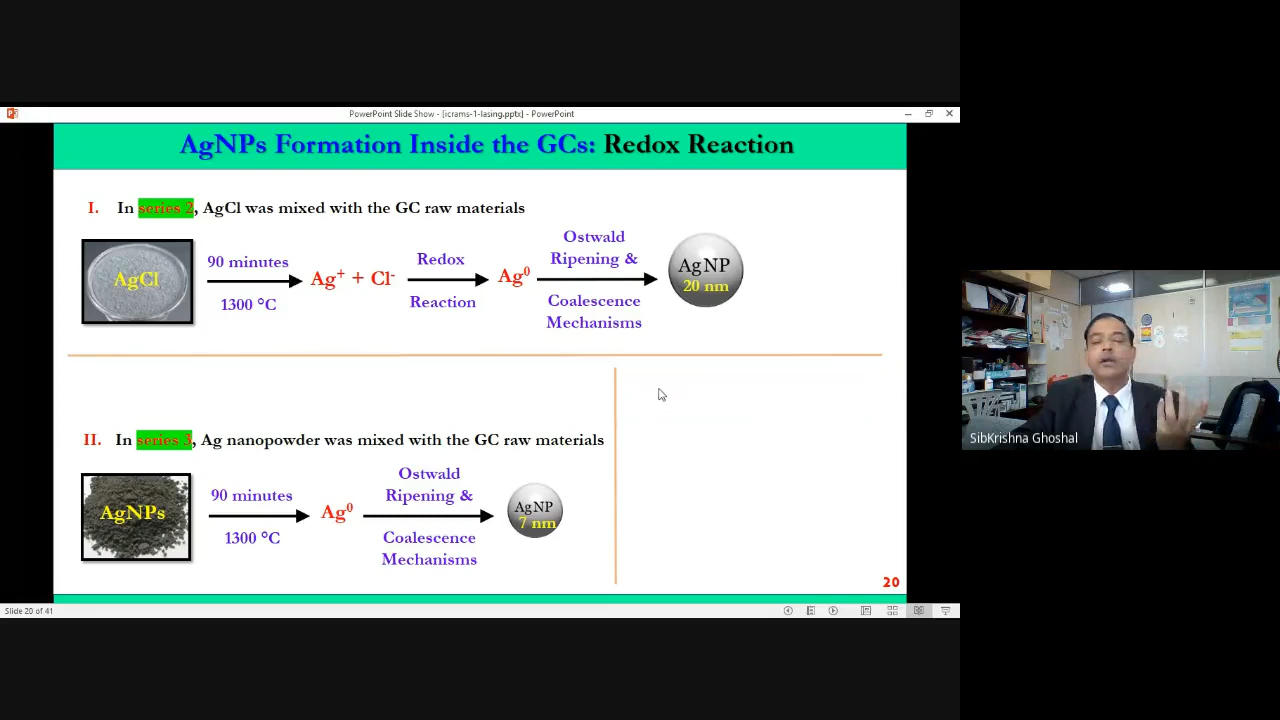 PowerPoint Slide Show - [icrams-1-lasing.pptx] - PowerPoint
AgNPs Formation Inside the GCs: Redox Reaction
I. In series 2, AgCl was mixed with the GC raw materials
AgCl
90 minutes
1300 °C
Ag⁺ + Cl⁻
Redox
Reaction
Ag⁰
Ostwald
Ripening &
Coalescence
Mechanisms
AgNP
20 nm
II. In series 3, Ag nanopowder was mixed with the GC raw materials
AgNPs
90 minutes
1300 °C
Ag⁰
Ostwald
Ripening &
Coalescence
Mechanisms
AgNP
7 nm
20
Slide 20 of 41
SibKrishna Ghoshal